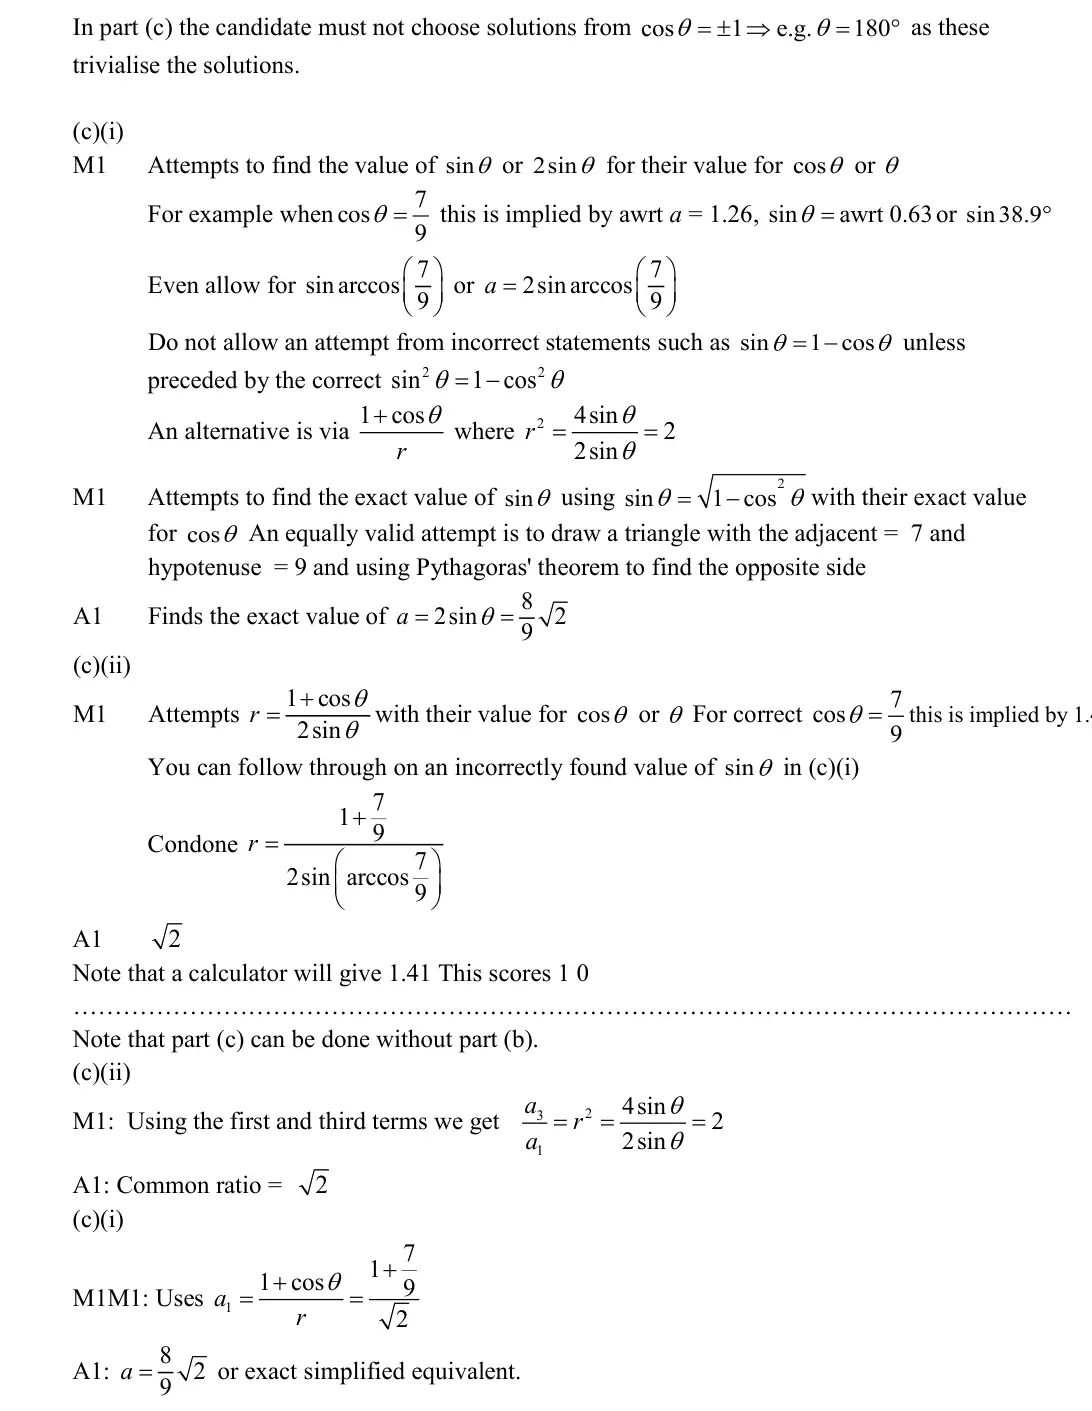 In part (c) the candidate must not choose solutions from cos θ = ±1 ⇒ e.g. θ = 180° as these
trivialise the solutions.
(c)(i)
M1 Attempts to find the value of sin θ or 2 sin θ for their value for cos θ or θ
For example when cos θ = 7/9 this is implied by awrt a = 1.26, sin θ = awrt 0.63 or sin 38.9°
Even allow for sin arccos(7/9) or a = 2 sin arccos(7/9)
Do not allow an attempt from incorrect statements such as sin θ = 1 − cos θ unless
preceded by the correct sin² θ = 1 − cos² θ
An alternative is via (1 + cos θ)/r where r² = (4 sin θ)/(2 sin θ) = 2
M1 Attempts to find the exact value of sin θ using sin θ = √(1 − cos² θ) with their exact value
for cos θ An equally valid attempt is to draw a triangle with the adjacent = 7 and
hypotenuse = 9 and using Pythagoras' theorem to find the opposite side
A1 Finds the exact value of a = 2 sin θ = 8/9 √2
(c)(ii)
M1 Attempts r = (1 + cos θ)/(2 sin θ) with their value for cos θ or θ For correct cos θ = 7/9 this is implied by
You can follow through on an incorrectly found value of sin θ in (c)(i)
Condone r = (1 + 7/9)/(2 sin(arccos 7/9))
A1 √2
Note that a calculator will give 1.41 This scores 1 0
……………………………………………………………………………………………………………
Note that part (c) can be done without part (b).
(c)(ii)
M1: Using the first and third terms we get a₃/a₁ = r² = (4 sin θ)/(2 sin θ) = 2
A1: Common ratio = √2
(c)(i)
M1M1: Uses a₁ = (1 + cos θ)/r = (1 + 7/9)/√2
A1: a = 8/9 √2 or exact simplified equivalent.